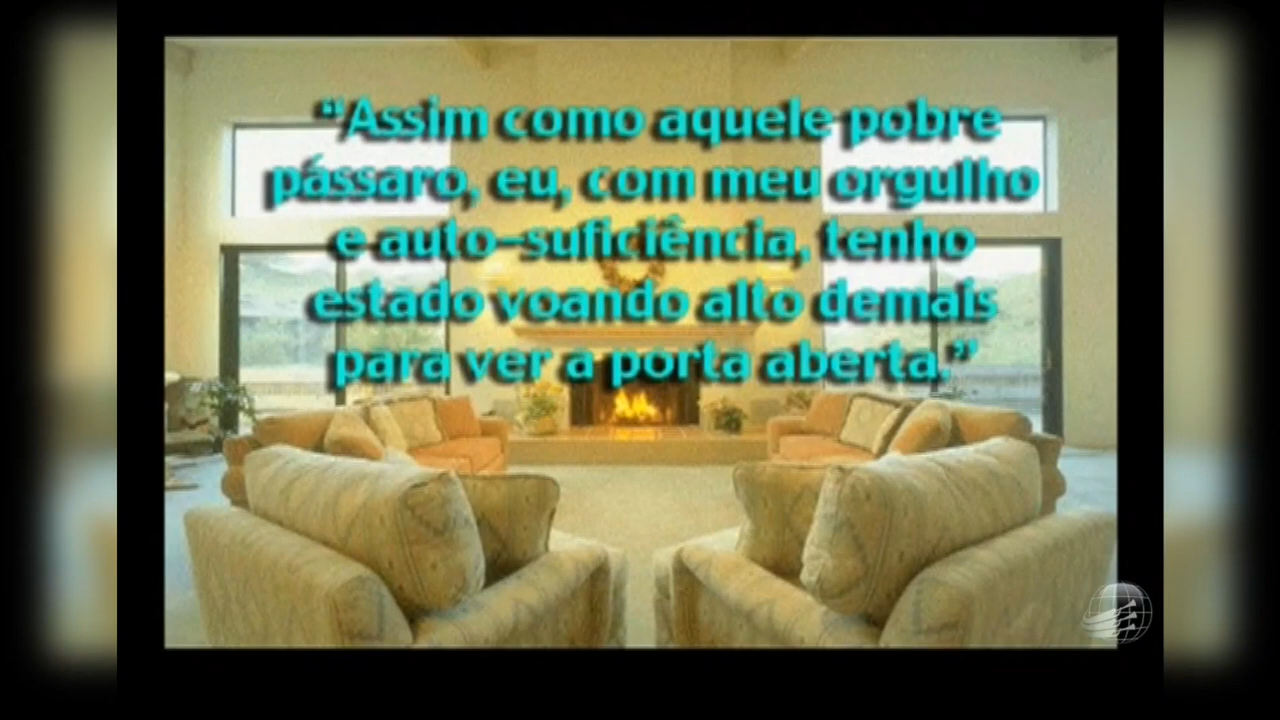 “Assim como aquele pobre
pássaro, eu, com meu orgulho
e auto-suficiência, tenho
estado voando alto demais
para ver a porta aberta.”